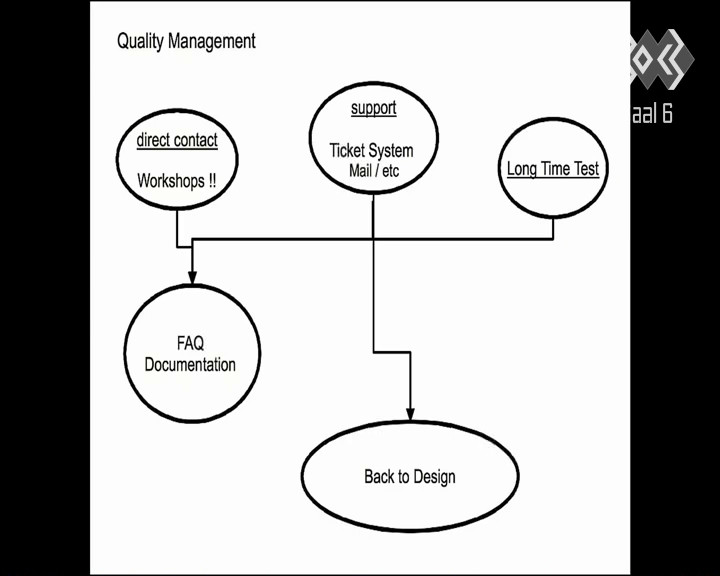 Quality Management
direct contact
Workshops !!
support
Ticket System
Mail / etc
Long Time Test
aal 6
FAQ
Documentation
Back to Design